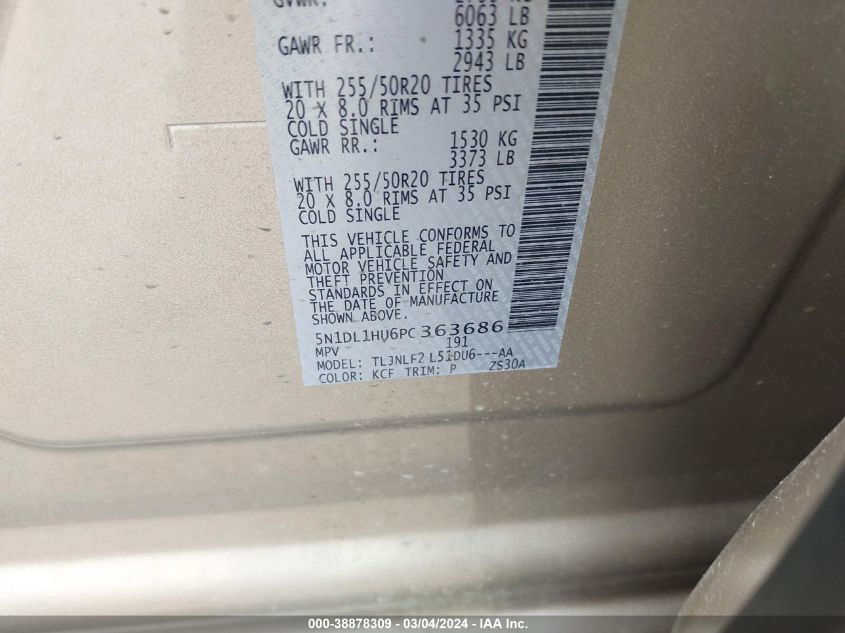 GVWR:
6063 LB
GAWR FR.: 1335 KG
2943 LB
WITH 255/50R20 TIRES
20 X 8.0 RIMS AT 35 PSI
COLD SINGLE
GAWR RR.: 1530 KG
3373 LB
WITH 255/50R20 TIRES
20 X 8.0 RIMS AT 35 PSI
COLD SINGLE
THIS VEHICLE CONFORMS TO
ALL APPLICABLE FEDERAL
MOTOR VEHICLE SAFETY AND
THEFT PREVENTION
STANDARDS IN EFFECT ON
THE DATE OF MANUFACTURE
SHOWN ABOVE.
5N1DL1HU6PC363686
MPV 191
MODEL: TLJNLF2 L51DU6---AA
COLOR: KCF TRIM: P ZS30A
000-38878309 - 03/04/2024 - IAA Inc.